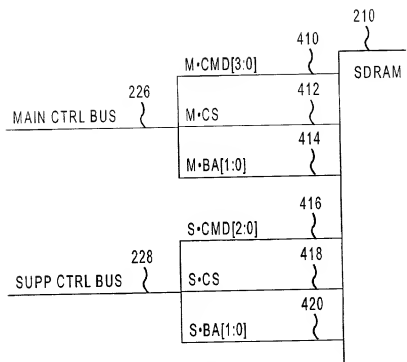 210
M•CMD[3:0] 410
SDRAM
226 412
MAIN CTRL BUS M•CS
414
M•BA[1:0]
416
S•CMD[2:0]
228 418
SUPP CTRL BUS S•CS
420
S•BA[1:0]